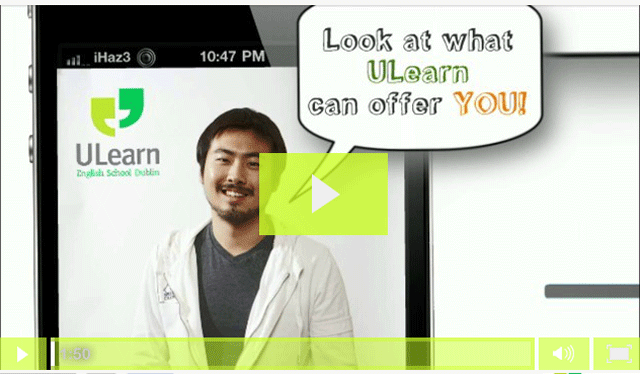 iHaz3 10:47 PM
Look at what
ULearn
can offer YOU!
ULearn
English School Dublin
1:50